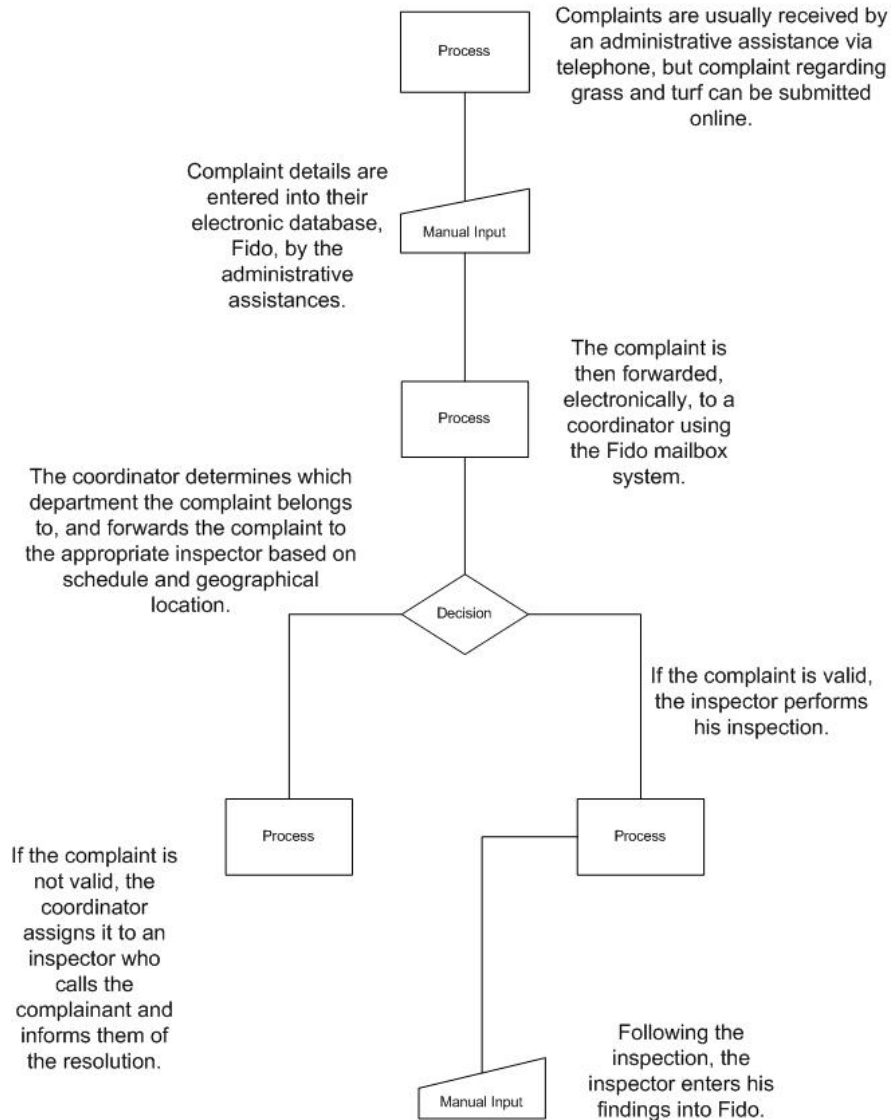 Complaints are usually received by
an administrative assistance via
telephone, but complaint regarding
grass and turf can be submitted
online.
Process
Complaint details are
entered into their
electronic database,
Fido, by the
administrative
assistances.
Manual Input
The complaint is
then forwarded,
electronically, to a
coordinator using
the Fido mailbox
system.
Process
The coordinator determines which
department the complaint belongs
to, and forwards the complaint to
the appropriate inspector based on
schedule and geographical
location.
Decision
If the complaint is valid,
the inspector performs
his inspection.
Process
Process
If the complaint is
not valid, the
coordinator
assigns it to an
inspector who
calls the
complainant and
informs them of
the resolution.
Following the
inspection, the
inspector enters his
findings into Fido.
Manual Input